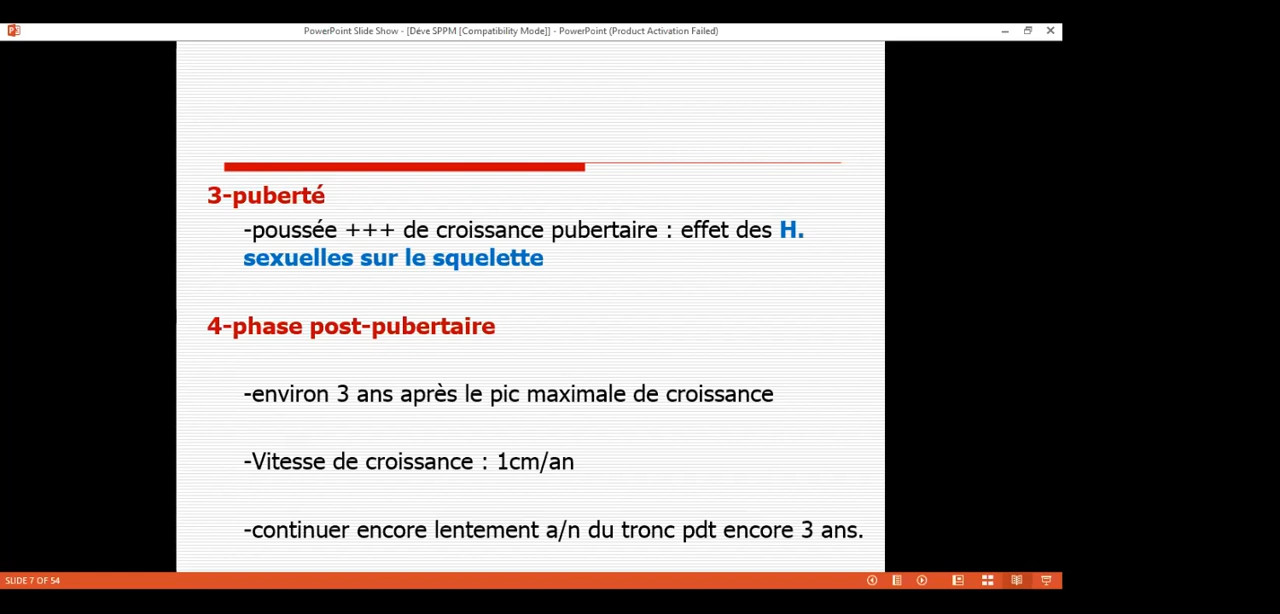 PowerPoint Slide Show - [Déve SPPM [Compatibility Mode]] - PowerPoint (Product Activation Failed)
3-puberté
-poussée +++ de croissance pubertaire : effet des H.
sexuelles sur le squelette
4-phase post-pubertaire
-environ 3 ans après le pic maximale de croissance
-Vitesse de croissance : 1cm/an
-continuer encore lentement a/n du tronc pdt encore 3 ans.
SLIDE 7 OF 54